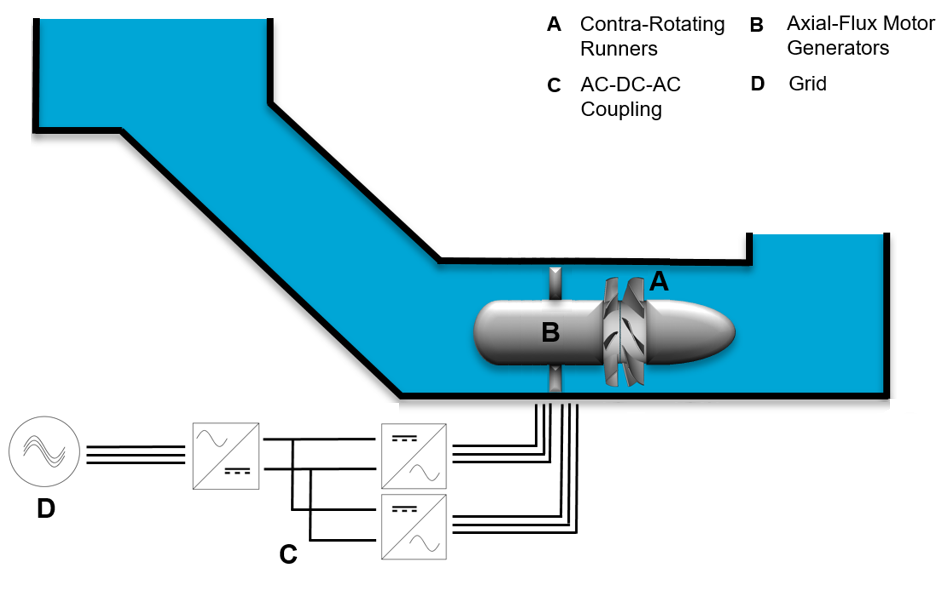 A Contra-Rotating Runners
B Axial-Flux Motor Generators
C AC-DC-AC Coupling
D Grid
A
B
D
C